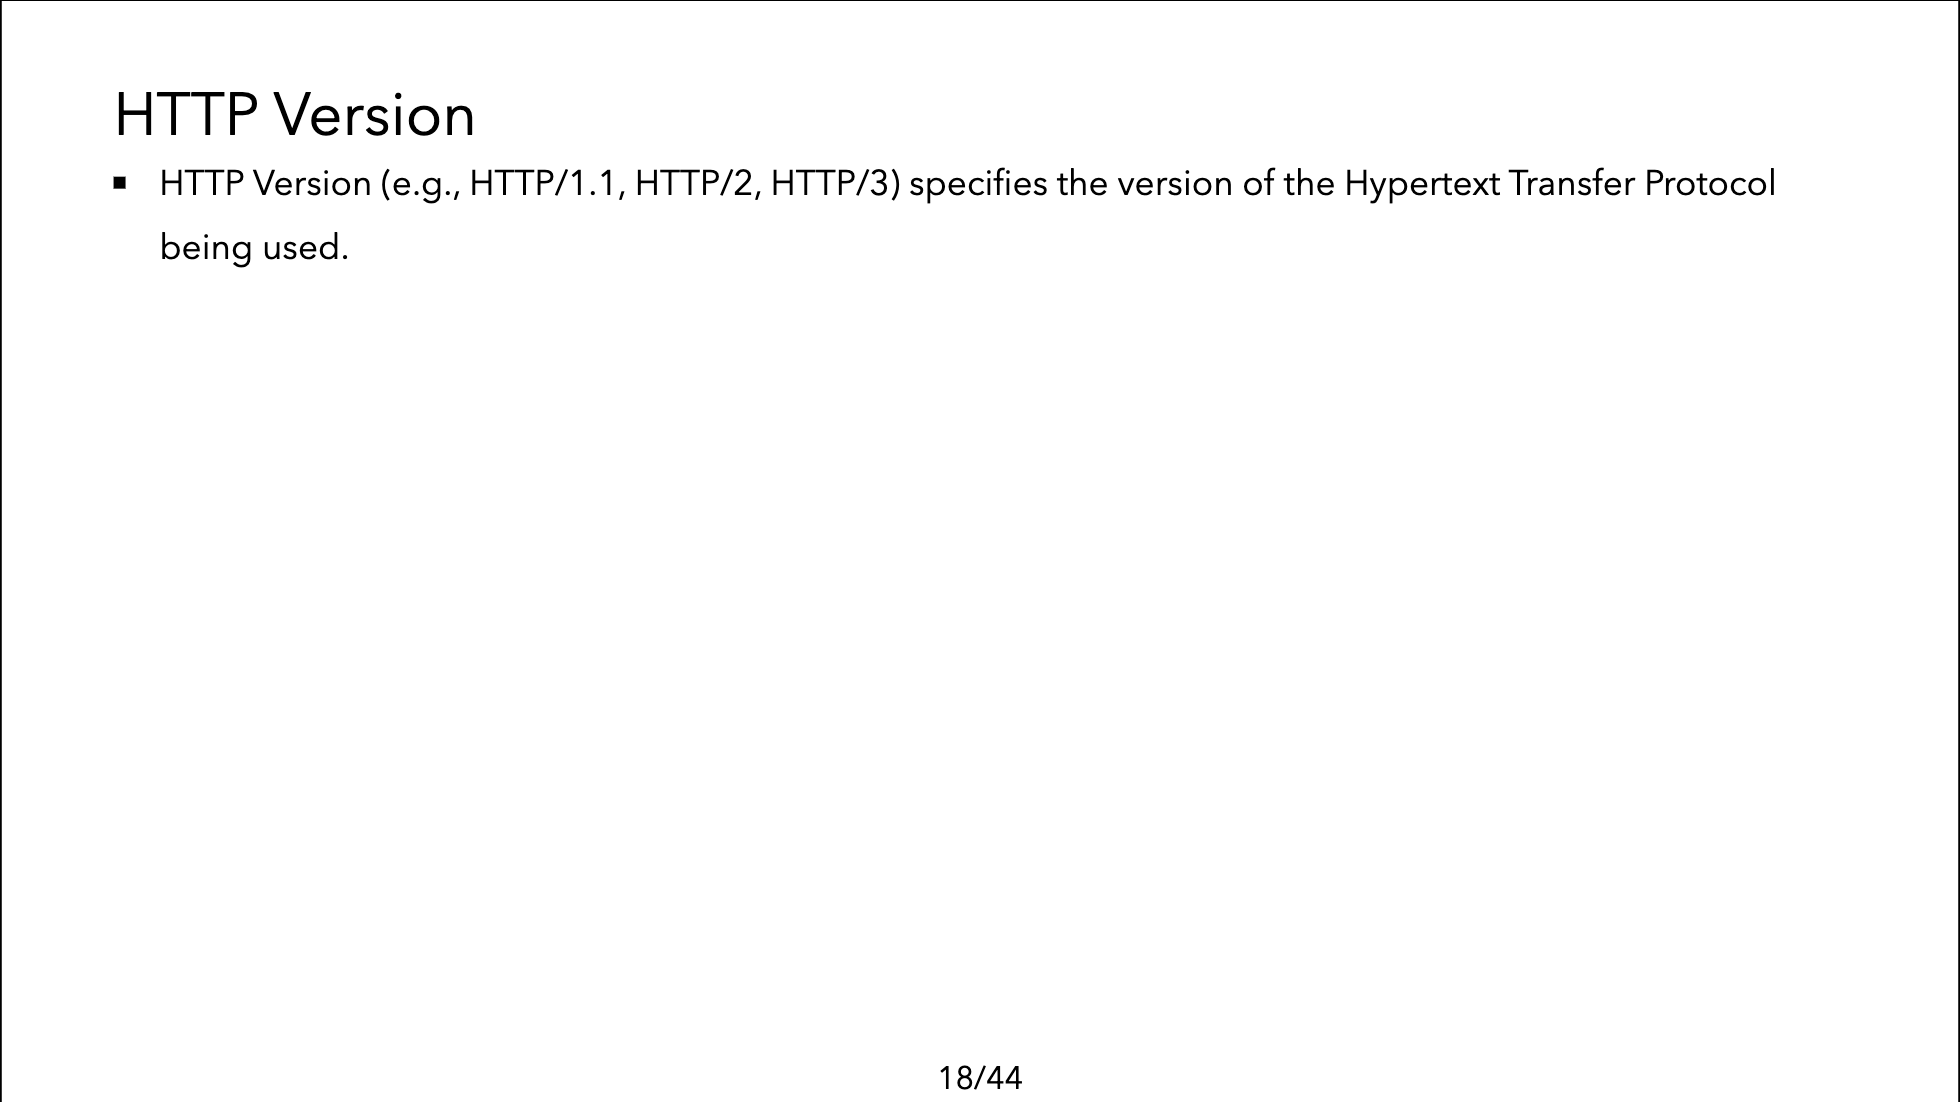 HTTP Version
▪ HTTP Version (e.g., HTTP/1.1, HTTP/2, HTTP/3) specifies the version of the Hypertext Transfer Protocol
being used.
18/44